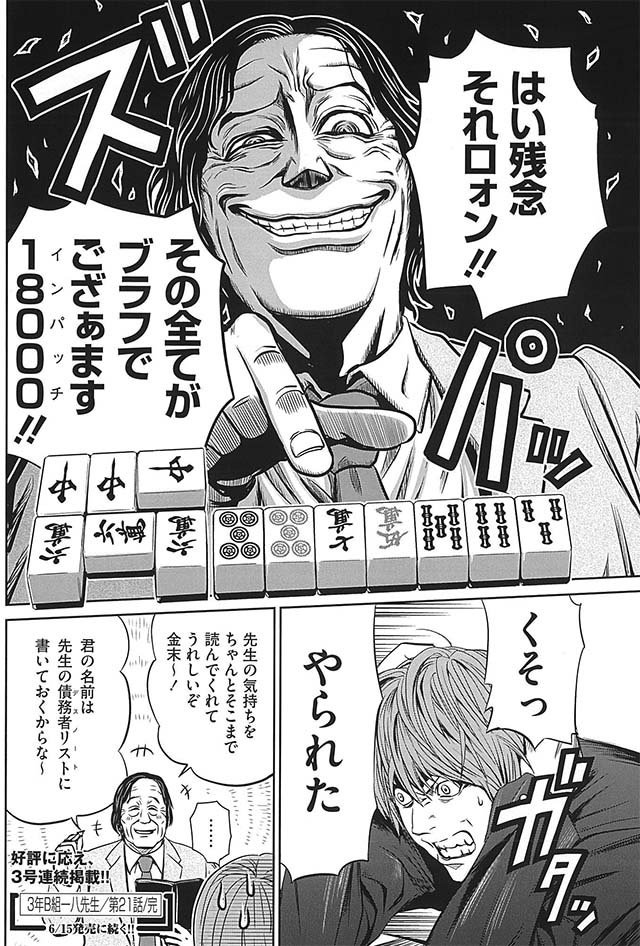 はい残念
それロォン!!
ズ
その全てが
ブラフで
ござぁます
18000!!
インパッチ
パァン
中
中
中
くそっ
やられた
ガタッ
先生の気持ちを
ちゃんとそこまで
読んでくれて
うれしいぞ
金末〜!
………
君の名前は
先生の債務者リストに
デスノート
書いておくからな〜
好評に応え、
3号連続掲載!!
3年B組一八先生/第21話/完
6/15発売に続く!!